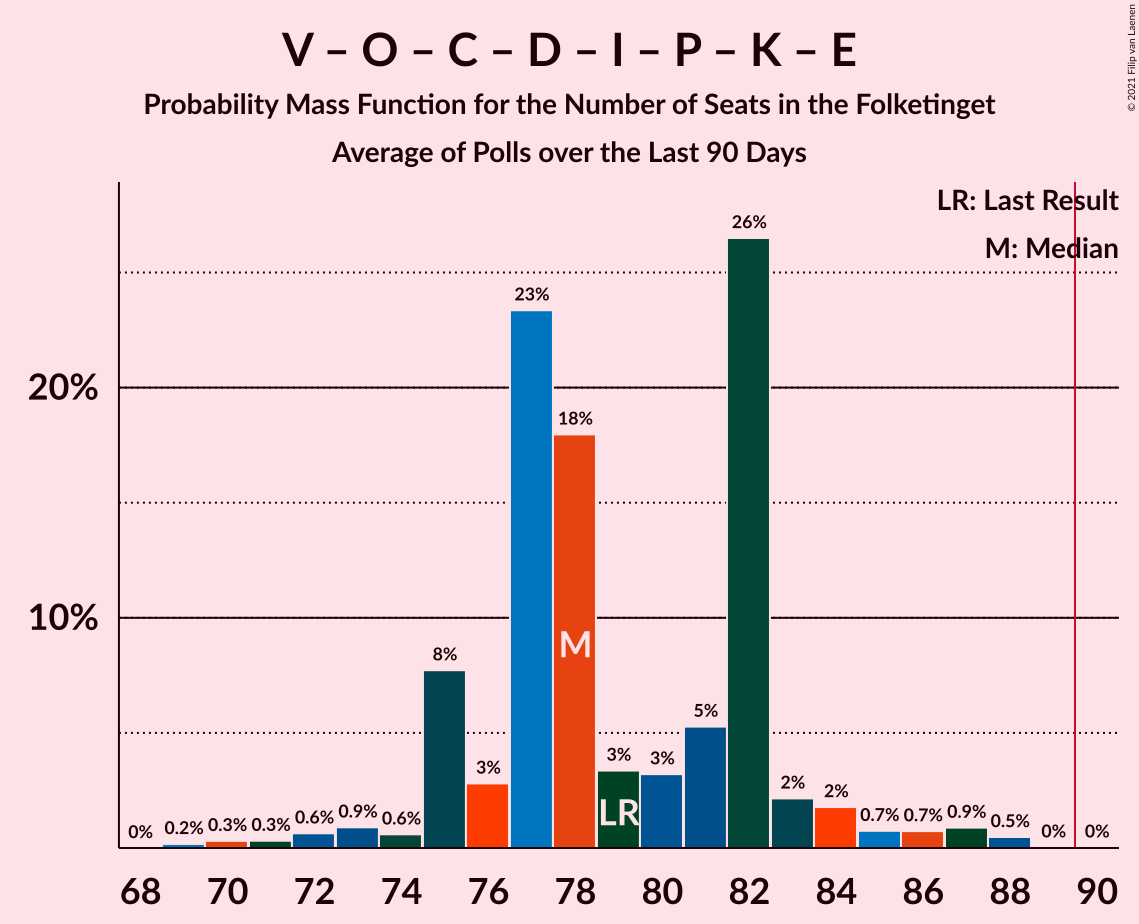 V – O – C – D – I – P – K – E
Probability Mass Function for the Number of Seats in the Folketinget
Average of Polls over the Last 90 Days
© 2021 Filip van Laenen
LR: Last Result
M: Median
26%
23%
20%
18%
10%
M
8%
5%
3%
3%
3%
LR
2%
2%
0%
0.2%
0.3%
0.3%
0.6%
0.9%
0.6%
0.7%
0.7%
0.9%
0.5%
0%
0%
68 70 72 74 76 78 80 82 84 86 88 90